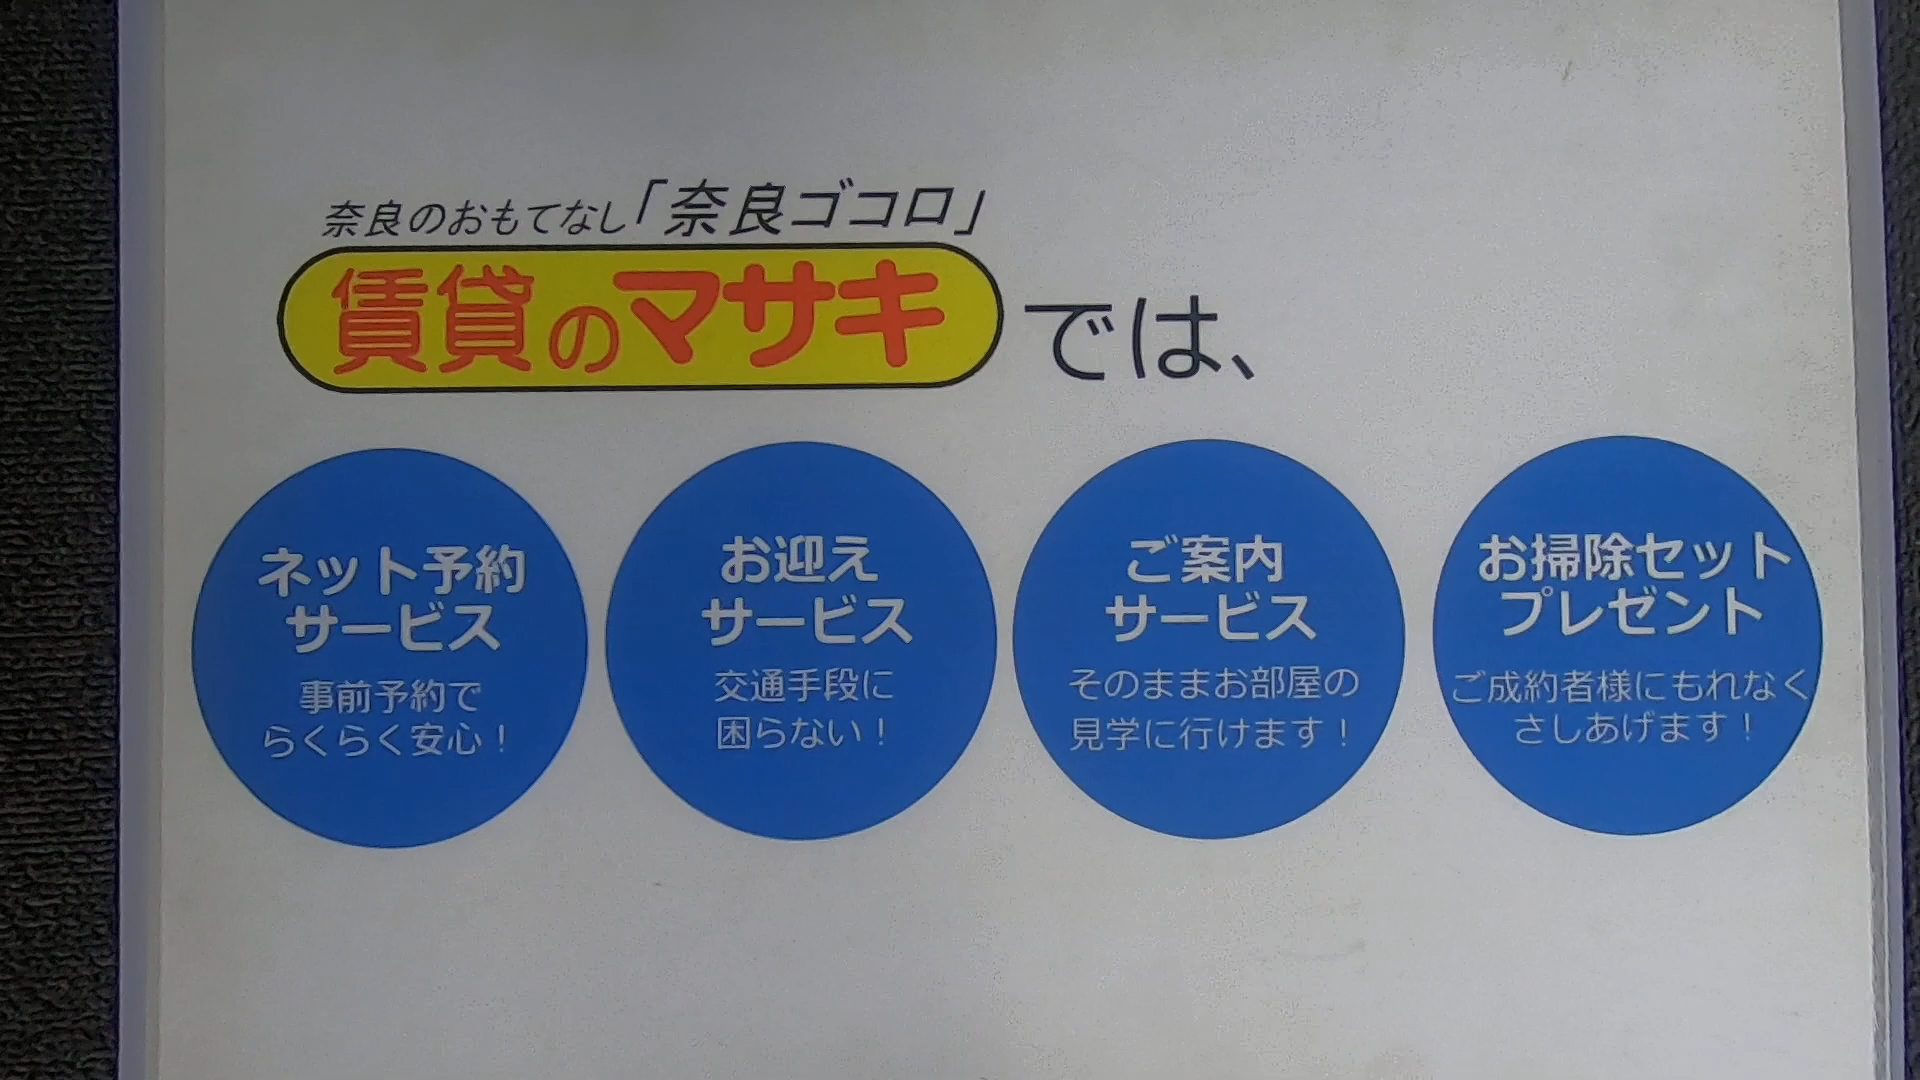 奈良のおもてなし「奈良ゴコロ」
賃貸のマサキでは、
ネット予約
サービス
事前予約で
らくらく安心！
お迎え
サービス
交通手段に
困らない！
ご案内
サービス
そのままお部屋の
見学に行けます！
お掃除セット
プレゼント
ご成約者様にもれなく
さしあげます！